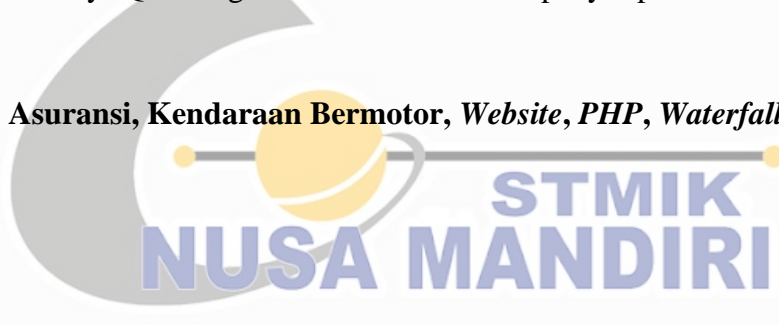 Asuransi, Kendaraan Bermotor, Website, PHP, Waterfall
STMIK
NUSA MANDIRI